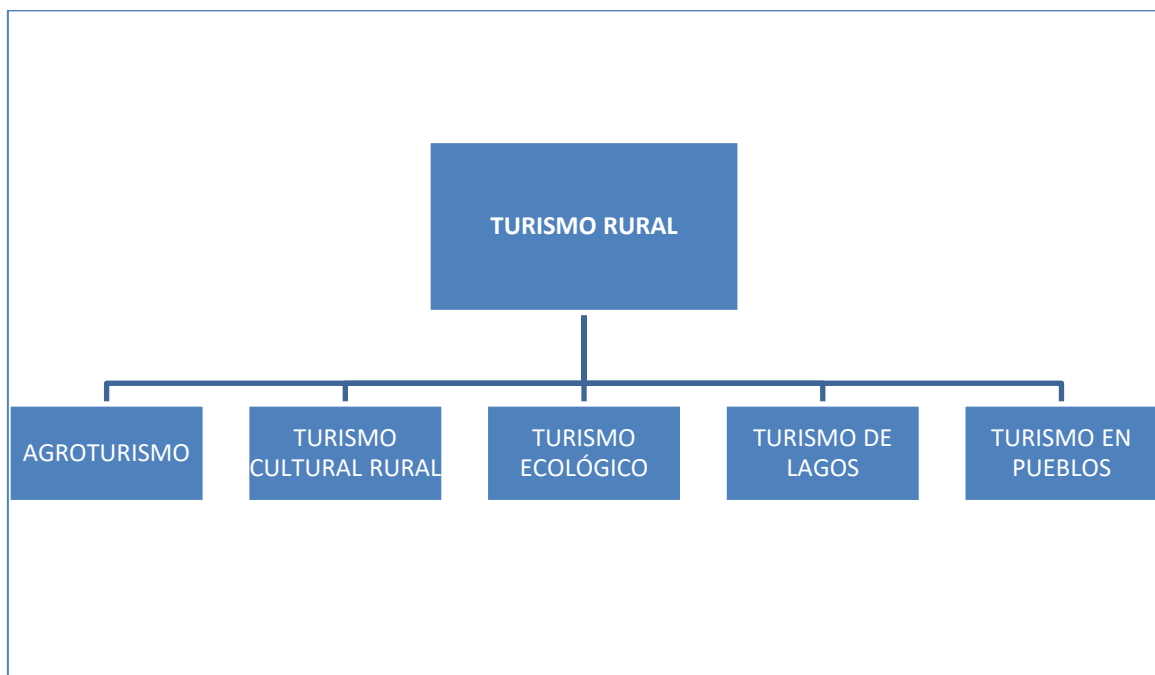 TURISMO RURAL
AGROTURISMO
TURISMO
CULTURAL RURAL
TURISMO
ECOLÓGICO
TURISMO DE
LAGOS
TURISMO EN
PUEBLOS